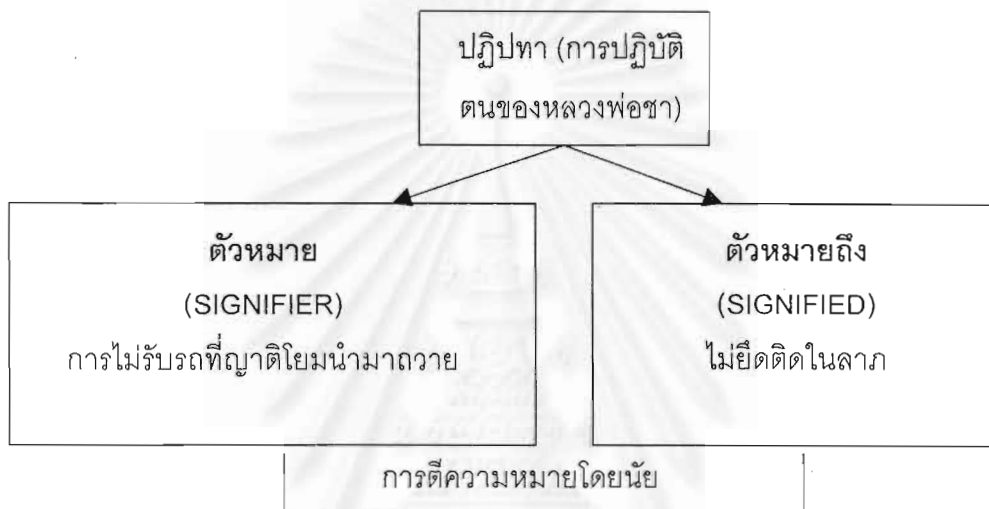 ปฏิปทา (การปฏิบัติ
ตนของหลวงพ่อชา)
ตัวหมาย
(SIGNIFIER)
การไม่รับรถที่ญาติโยมนำมาถวาย
ตัวหมายถึง
(SIGNIFIED)
ไม่ยึดติดในลาภ
การตีความหมายโดยนัย